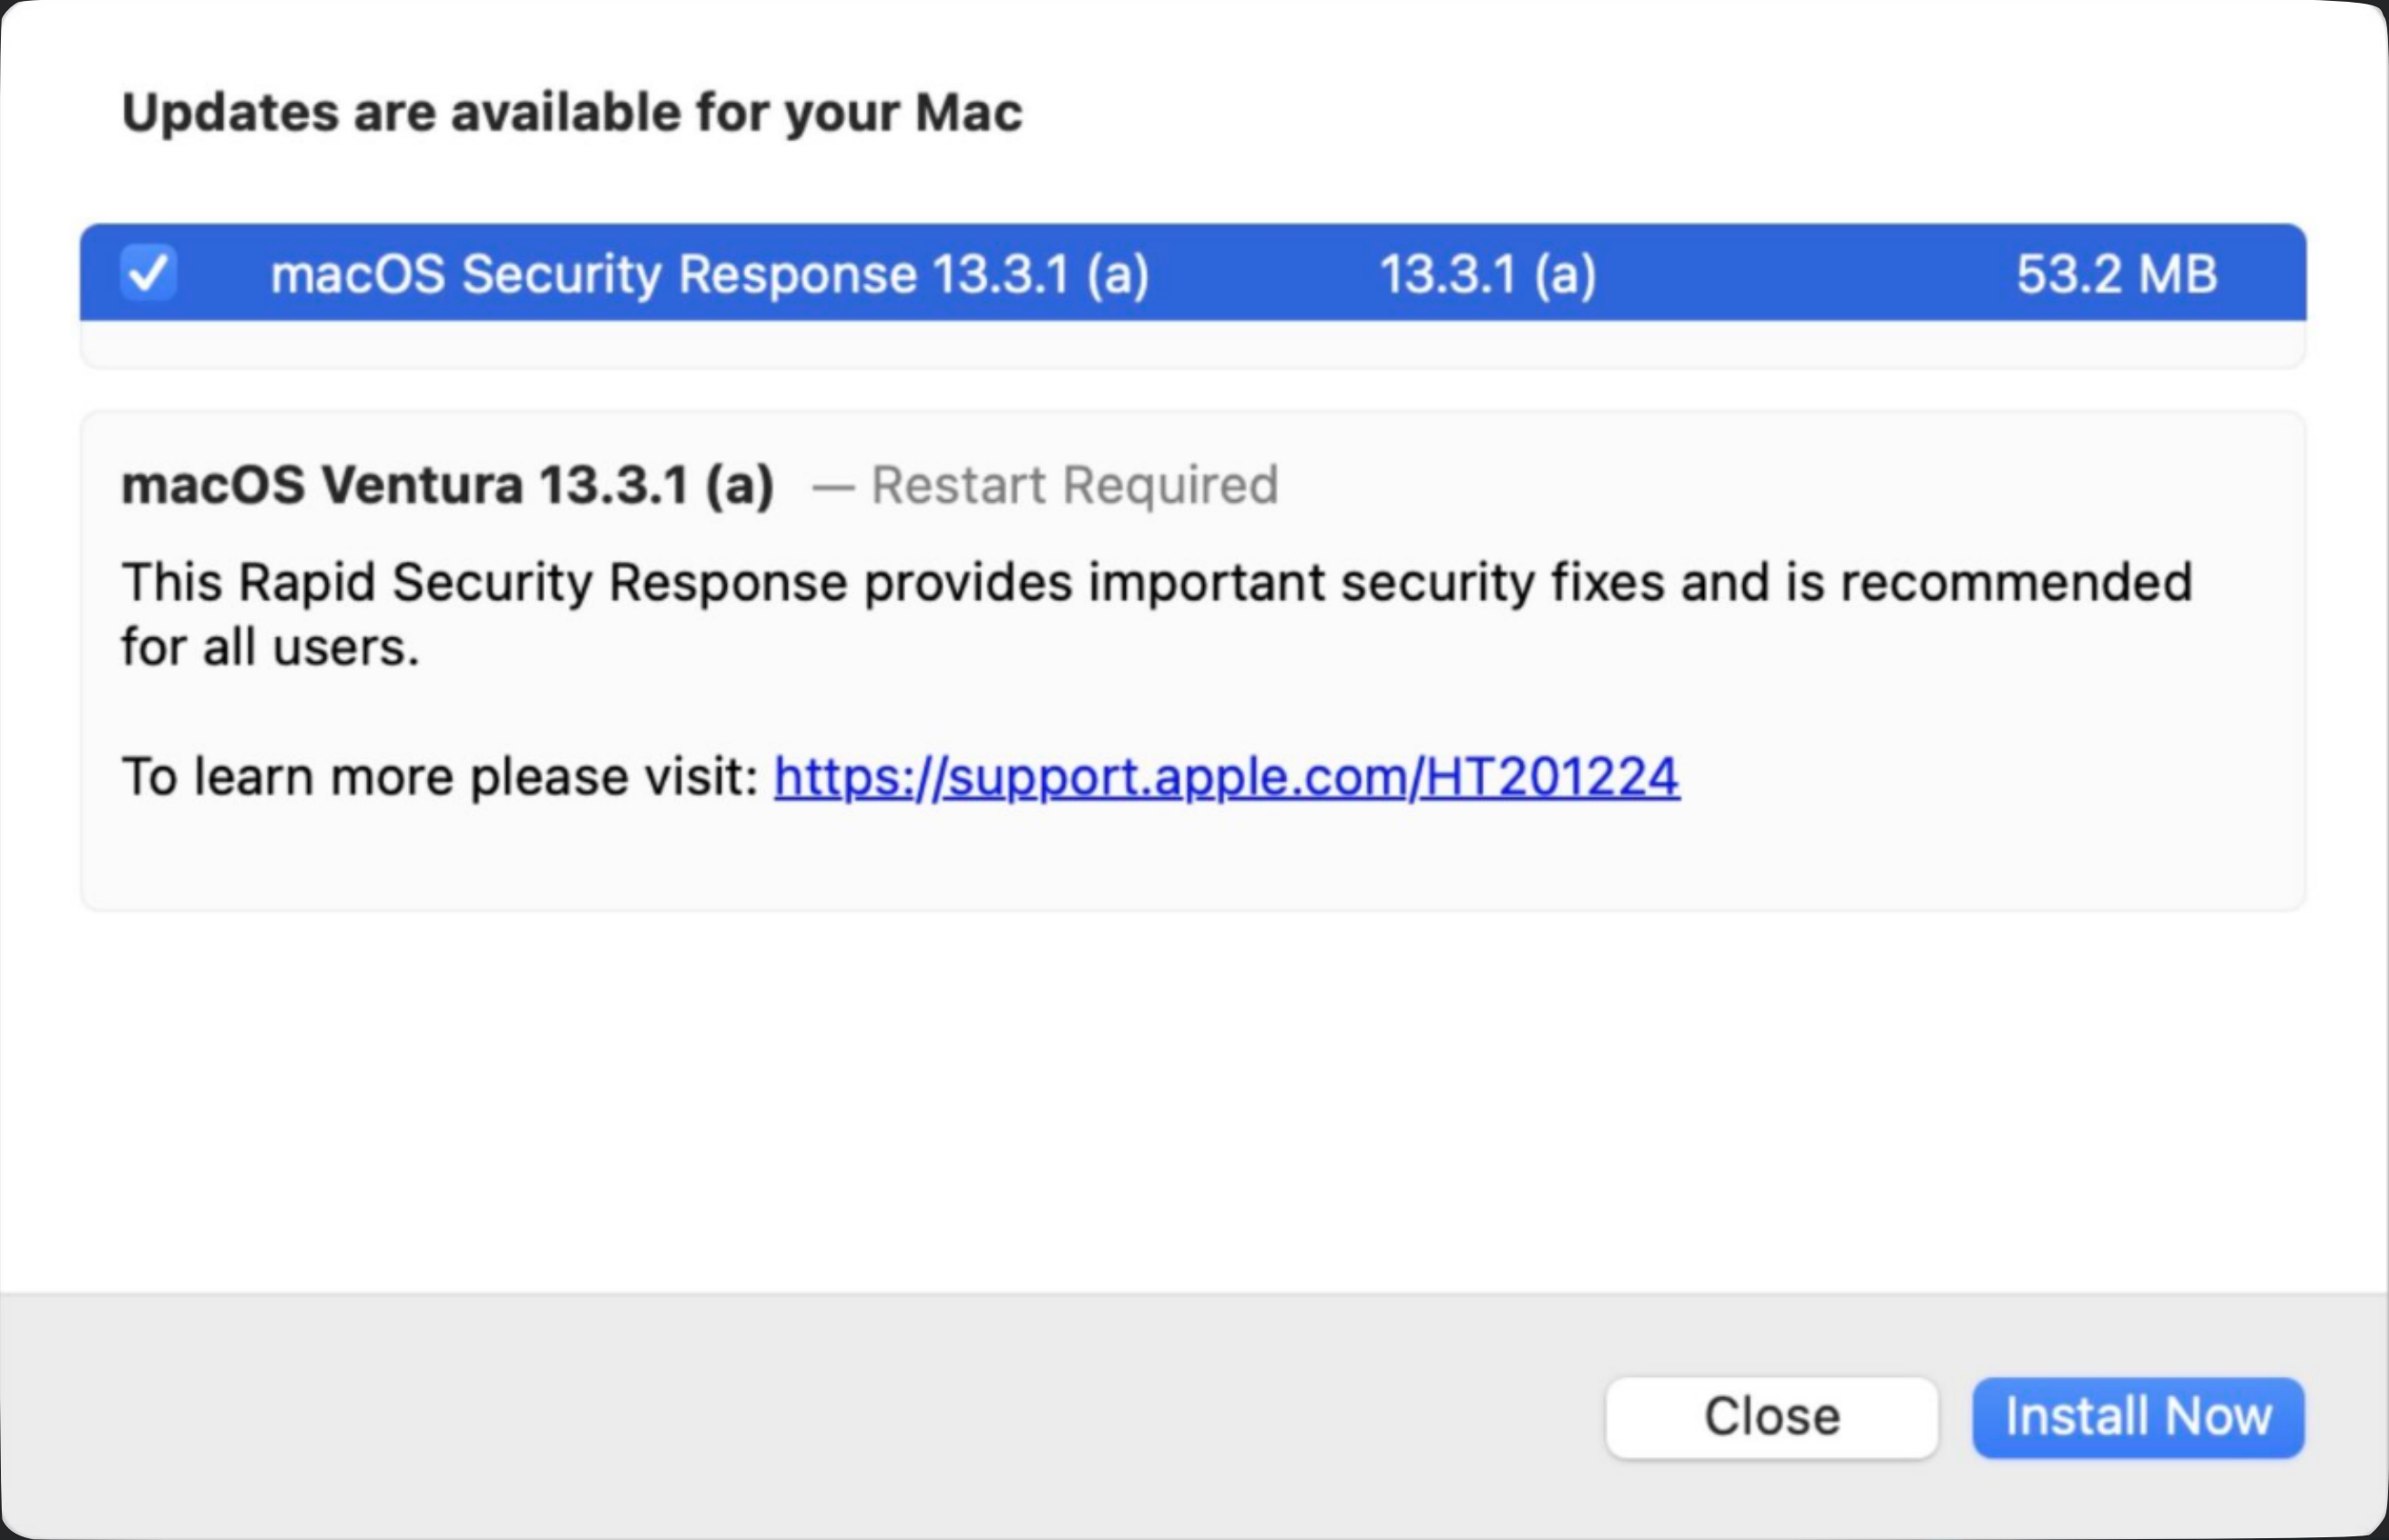 Updates are available for your Mac
macOS Security Response 13.3.1 (a) 13.3.1 (a) 53.2 MB
macOS Ventura 13.3.1 (a) — Restart Required
This Rapid Security Response provides important security fixes and is recommended
for all users.
To learn more please visit: https://support.apple.com/HT201224
Close Install Now